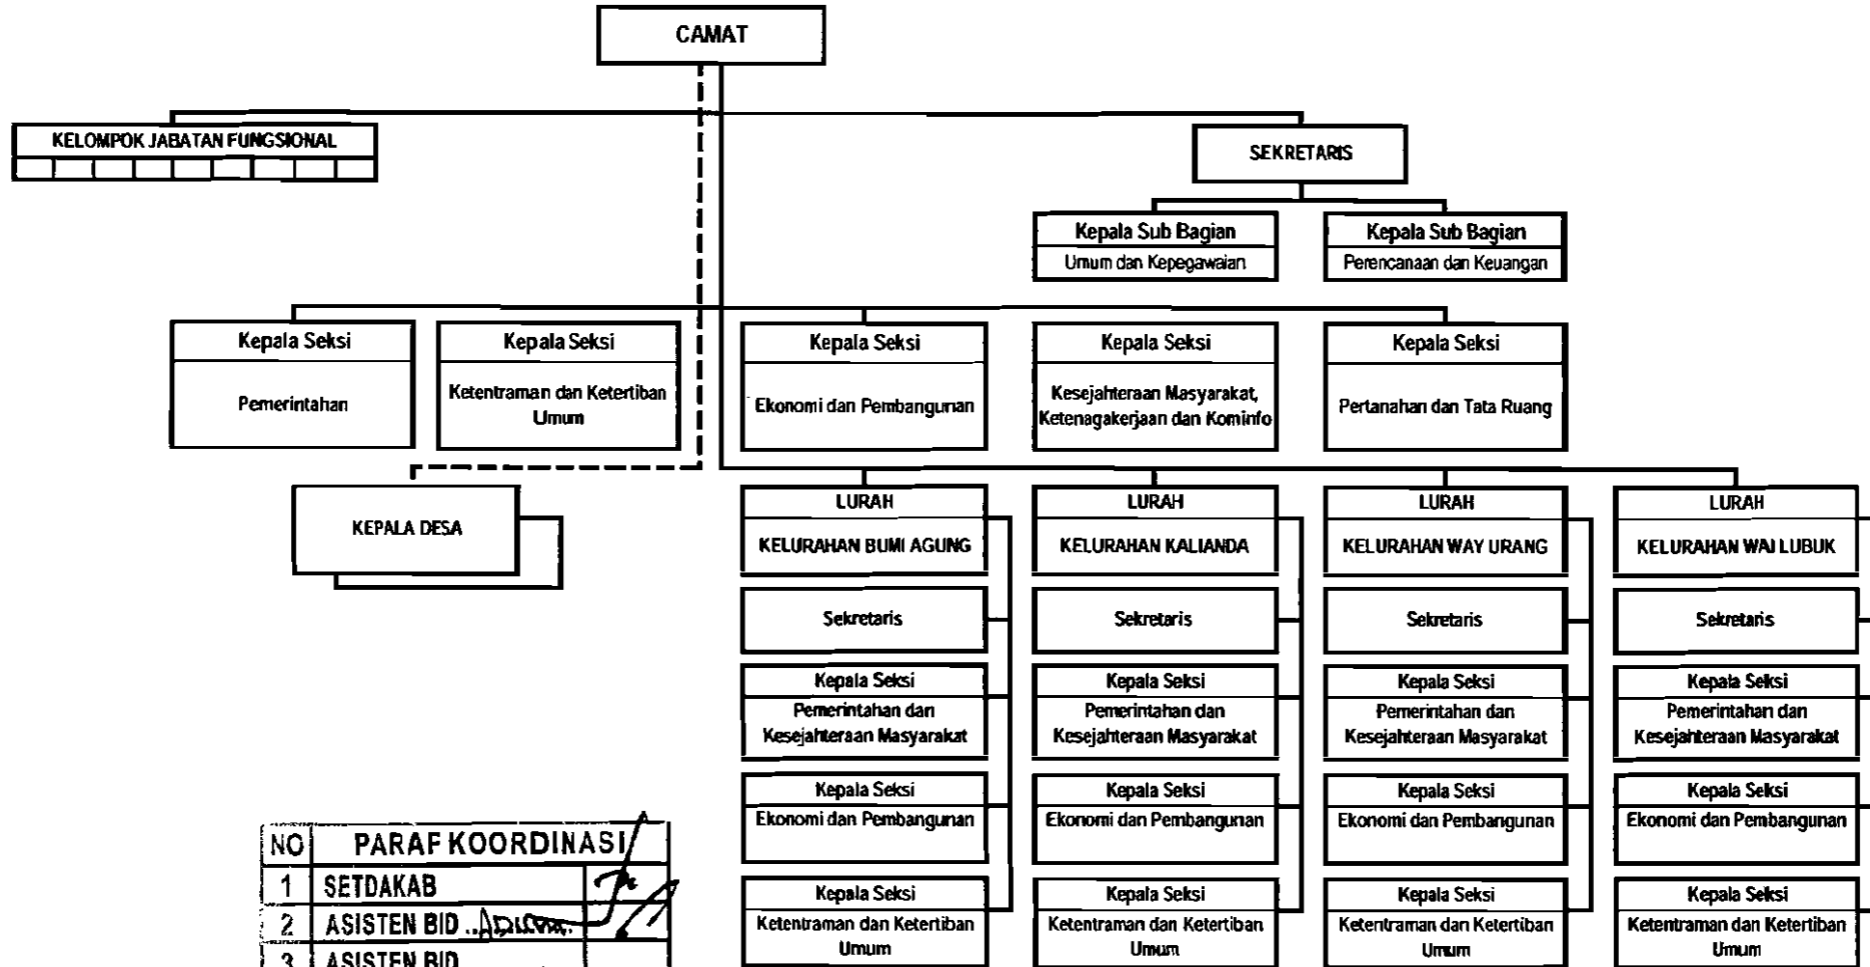 CAMAT
KELOMPOK JABATAN FUNGSIONAL
SEKRETARIS
Kepala Sub Bagian
Umum dan Kepegawaian
Kepala Sub Bagian
Perencanaan dan Keuangan
Kepala Seksi
Pemerintahan
Kepala Seksi
Ketentraman dan Ketertiban
Umum
Kepala Seksi
Ekonomi dan Pembangunan
Kepala Seksi
Kesejahteraan Masyarakat,
Ketenagakerjaan dan Kominfo
Kepala Seksi
Pertanahan dan Tata Ruang
KEPALA DESA
LURAH
KELURAHAN BUMI AGUNG
Sekretaris
Kepala Seksi
Pemerintahan dan
Kesejahteraan Masyarakat
Kepala Seksi
Ekonomi dan Pembangunan
Kepala Seksi
Ketentraman dan Ketertiban
Umum
LURAH
KELURAHAN KALIANDA
Sekretaris
Kepala Seksi
Pemerintahan dan
Kesejahteraan Masyarakat
Kepala Seksi
Ekonomi dan Pembangunan
Kepala Seksi
Ketentraman dan Ketertiban
Umum
LURAH
KELURAHAN WAY URANG
Sekretaris
Kepala Seksi
Pemerintahan dan
Kesejahteraan Masyarakat
Kepala Seksi
Ekonomi dan Pembangunan
Kepala Seksi
Ketentraman dan Ketertiban
Umum
LURAH
KELURAHAN WAI LUBUK
Sekretaris
Kepala Seksi
Pemerintahan dan
Kesejahteraan Masyarakat
Kepala Seksi
Ekonomi dan Pembangunan
Kepala Seksi
Ketentraman dan Ketertiban
Umum
NO PARAF KOORDINASI
1 SETDAKAB
2 ASISTEN BID
3 ASISTEN BID